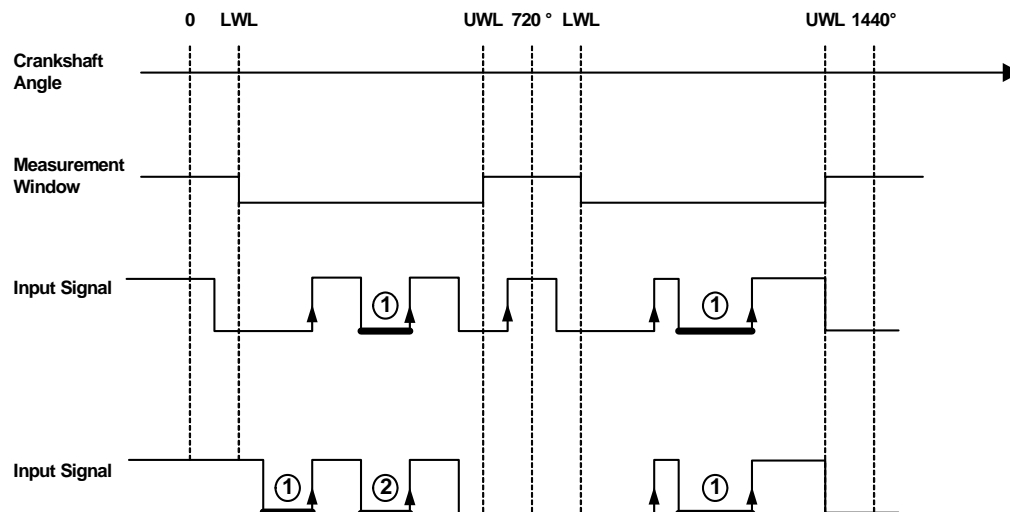 0 LWL UWL 720 ° LWL UWL 1440°
Crankshaft
Angle
Measurement
Window
Input Signal
1 1
Input Signal
1 2 1